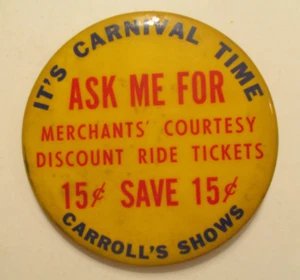 IT'S CARNIVAL TIME
ASK ME FOR
MERCHANTS' COURTESY
DISCOUNT RIDE TICKETS
15¢ SAVE 15¢
CARROLL'S SHOWS